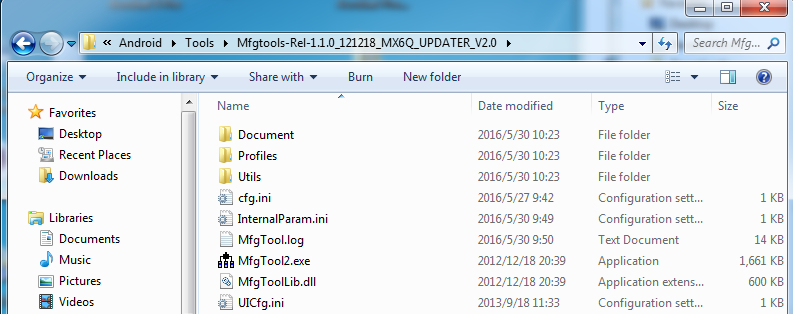 « Android ▸ Tools ▸ Mfgtools-Rel-1.1.0_121218_MX6Q_UPDATER_V2.0 ▸ Search Mfg...
Organize Include in library Share with Burn New folder
Favorites
Desktop
Recent Places
Downloads
Libraries
Documents
Music
Pictures
Videos
Name Date modified Type Size
Document 2016/5/30 10:23 File folder
Profiles 2016/5/30 10:23 File folder
Utils 2016/5/30 10:23 File folder
cfg.ini 2016/5/27 9:42 Configuration sett... 1 KB
InternalParam.ini 2016/5/30 9:49 Configuration sett... 1 KB
MfgTool.log 2016/5/30 9:50 Text Document 14 KB
MfgTool2.exe 2012/12/18 20:39 Application 1,661 KB
MfgToolLib.dll 2012/12/18 20:39 Application extens... 600 KB
UICfg.ini 2013/9/18 11:33 Configuration sett... 1 KB